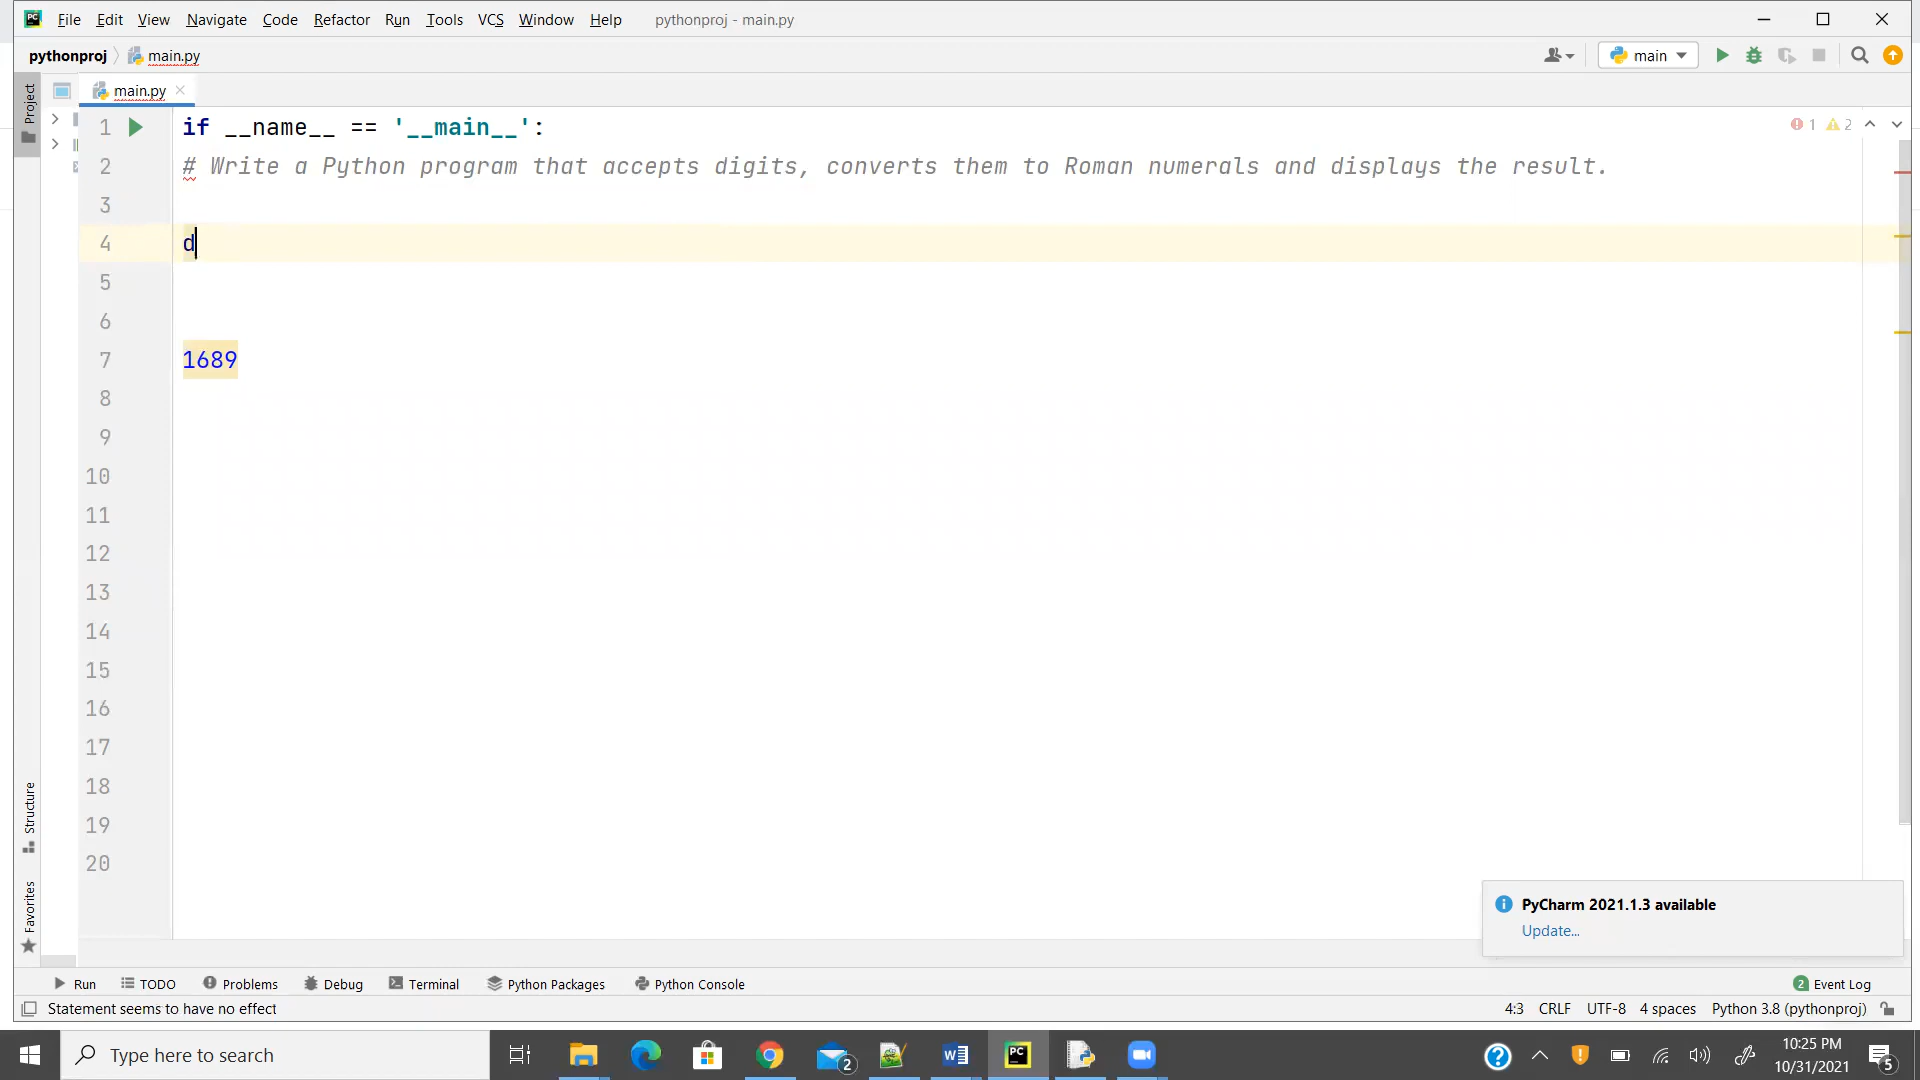 PC File Edit View Navigate Code Refactor Run Tools VCS Window Help pythonproj - main.py
pythonproj main.py main
Project main.py
1 if __name__ == '__main__':
1 2
2 # Write a Python program that accepts digits, converts them to Roman numerals and displays the result.
3
4 d
5
6
7 1689
8
9
10
11
12
13
14
15
16
17
18
19
20
Structure
Favorites
PyCharm 2021.1.3 available
Update...
Run TODO Problems Debug Terminal Python Packages Python Console 2 Event Log
Statement seems to have no effect 4:3 CRLF UTF-8 4 spaces Python 3.8 (pythonproj)
Type here to search 2 W PC 10:25 PM
10/31/2021 5